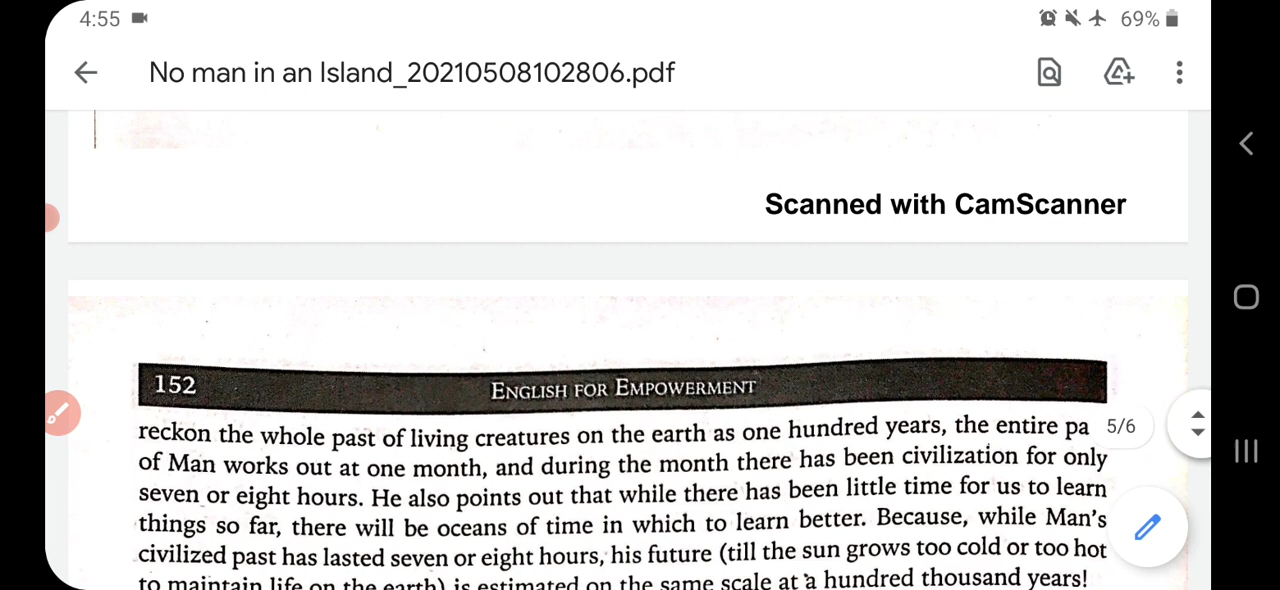 4:55
69%
No man in an Island_20210508102806.pdf
Scanned with CamScanner
152
ENGLISH FOR EMPOWERMENT
reckon the whole past of living creatures on the earth as one hundred years, the entire pa
5/6
of Man works out at one month, and during the month there has been civilization for only
seven or eight hours. He also points out that while there has been little time for us to learn
things so far, there will be oceans of time in which to learn better. Because, while Man's
civilized past has lasted seven or eight hours, his future (till the sun grows too cold or too hot
to maintain life on the earth) is estimated on the same scale at a hundred thousand years!